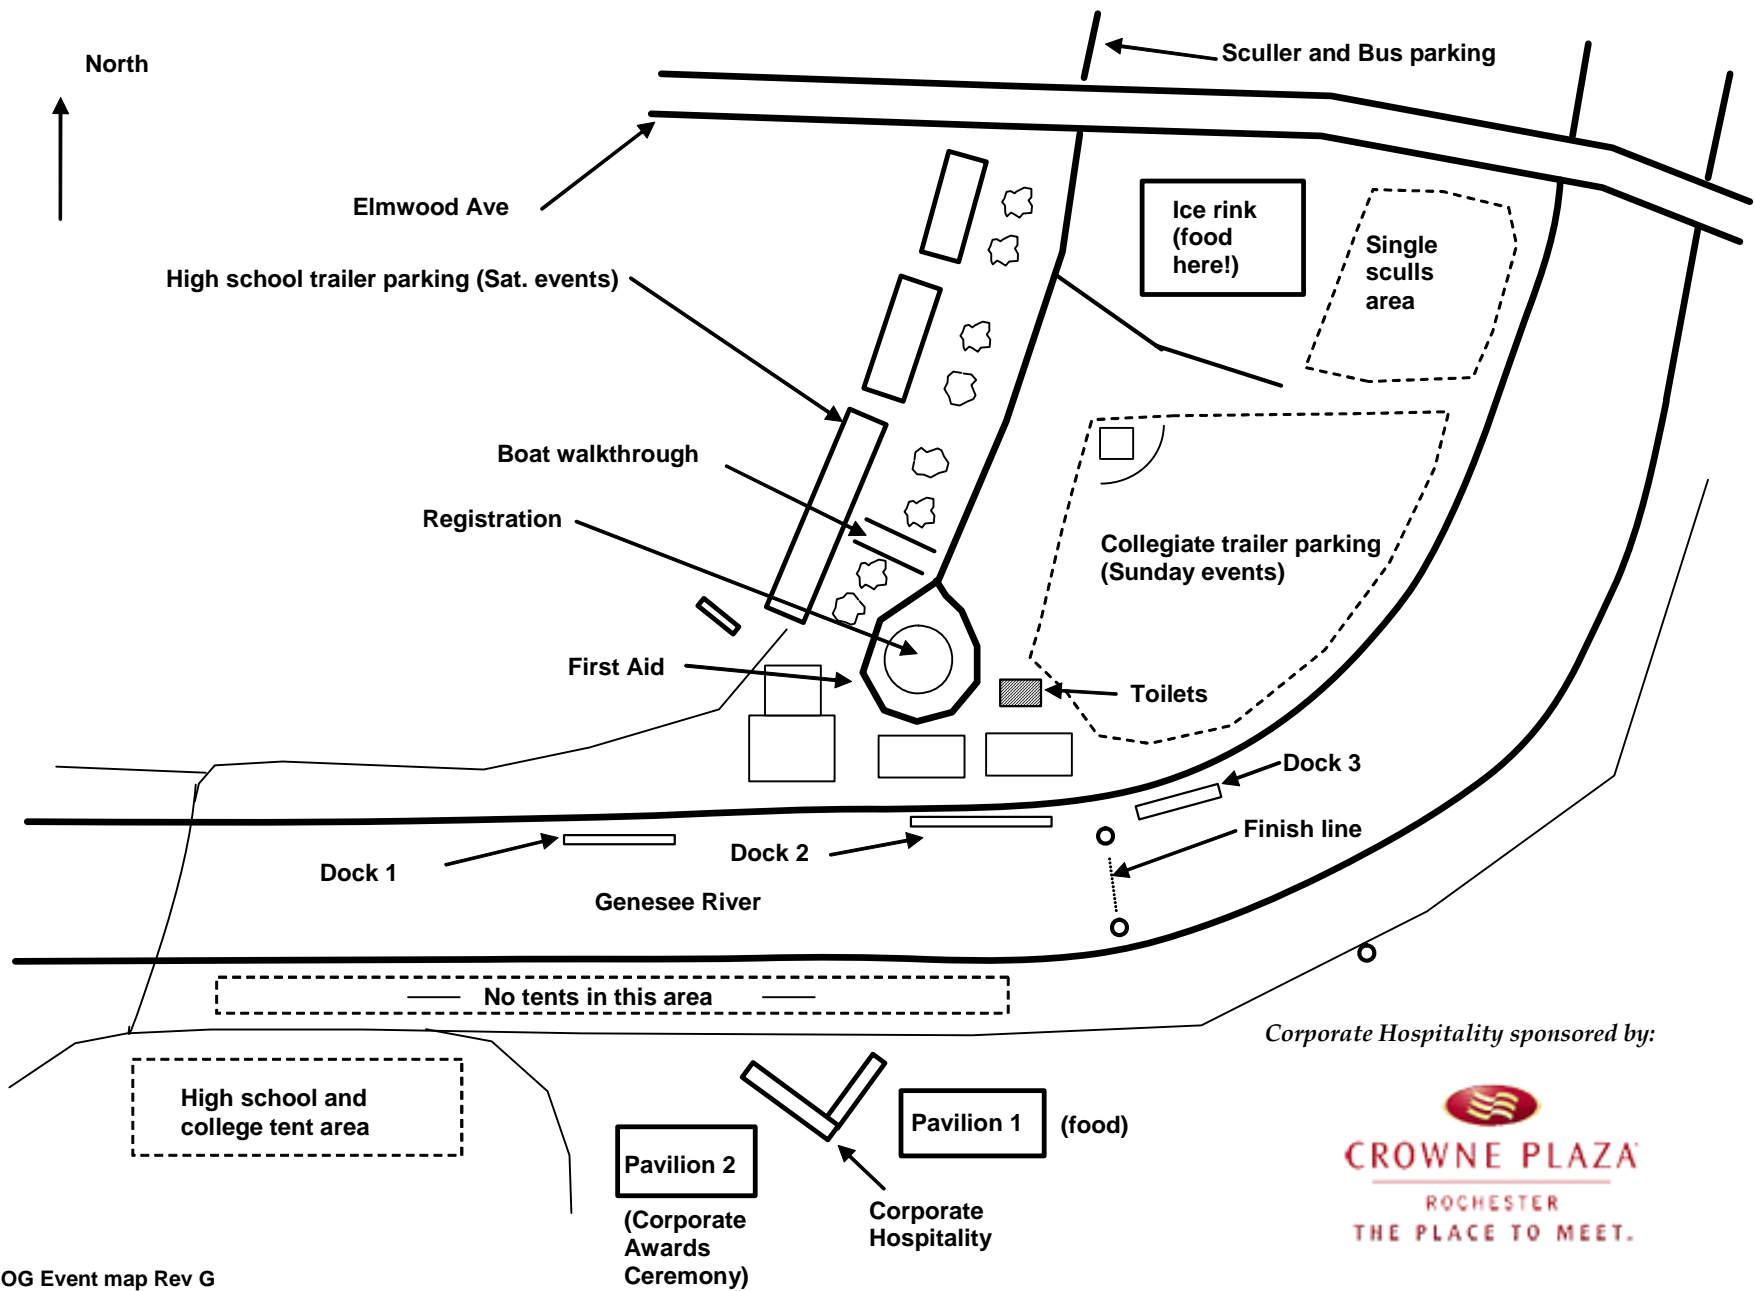 North
Sculler and Bus parking
Elmwood Ave
Ice rink
(food
here!)
Single
sculls
area
High school trailer parking (Sat. events)
Boat walkthrough
Registration
Collegiate trailer parking
(Sunday events)
First Aid
Toilets
Dock 3
Finish line
Dock 2
Dock 1
Genesee River
No tents in this area
Corporate Hospitality sponsored by:
High school and
college tent area
Pavilion 1
(food)
Pavilion 2
(Corporate
Awards
Ceremony)
Corporate
Hospitality
CROWNE PLAZA
ROCHESTER
THE PLACE TO MEET.
OG Event map Rev G